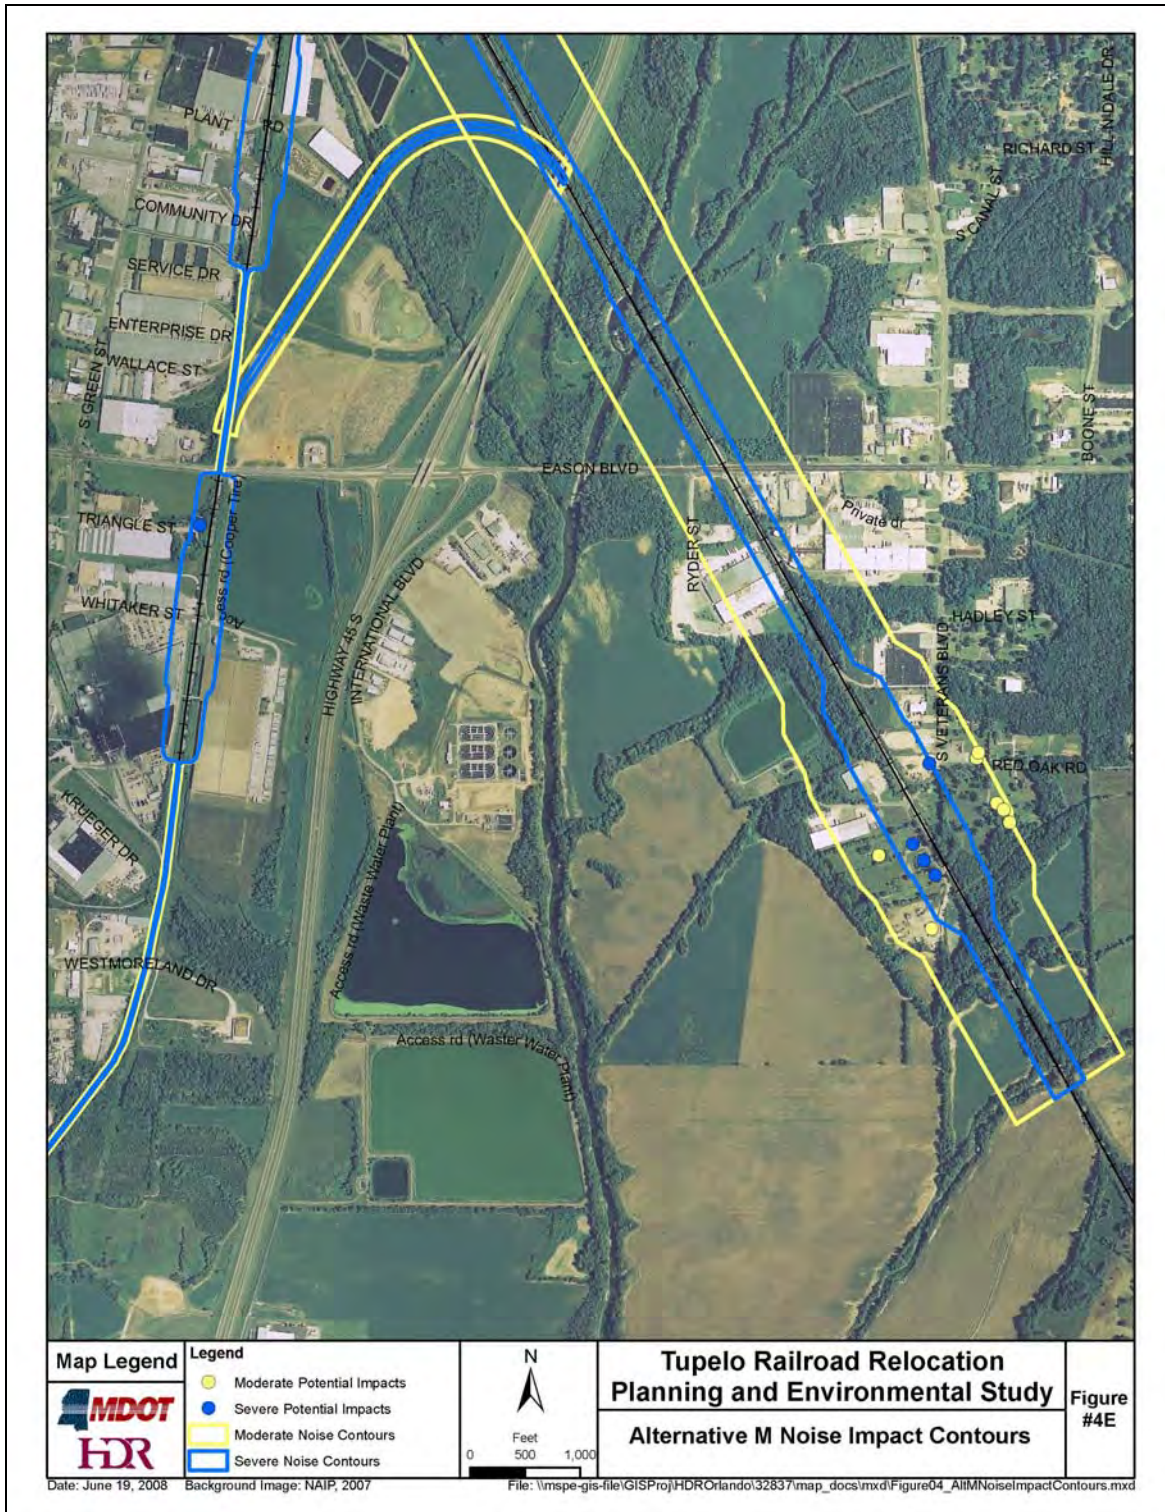 PLANT RD
HILLNIDALE DR
RICHARD ST
COMMUNITY DR
S CANAL ST
SERVICE DR
ENTERPRISE DR
WALLACE ST
S GREEN ST
BOONE ST
EASON BLVD
TRIANGLE ST
Access rd (Cooper Tire)
Private dr
RYDER ST
WHITAKER ST
HIGHWAY 45 S
INTERNATIONAL BLVD
HADLEY ST
S VETERANS BLVD
RED OAK RD
KRUEGER DR
Access rd (Waste Water Plant)
WESTMORELAND DR
Access rd (Waster Water Plant)
Map Legend
MDOT
HDR
Legend
Moderate Potential Impacts
Severe Potential Impacts
Moderate Noise Contours
Severe Noise Contours
N
Feet
0 500 1,000
Tupelo Railroad Relocation
Planning and Environmental Study
Alternative M Noise Impact Contours
Figure
#4E
Date: June 19, 2008 Background Image: NAIP, 2007 File: \\mspe-gis-file\GISProj\HDROrlando\32837\map_docs\mxd\Figure04_AltMNoiseImpactContours.mxd